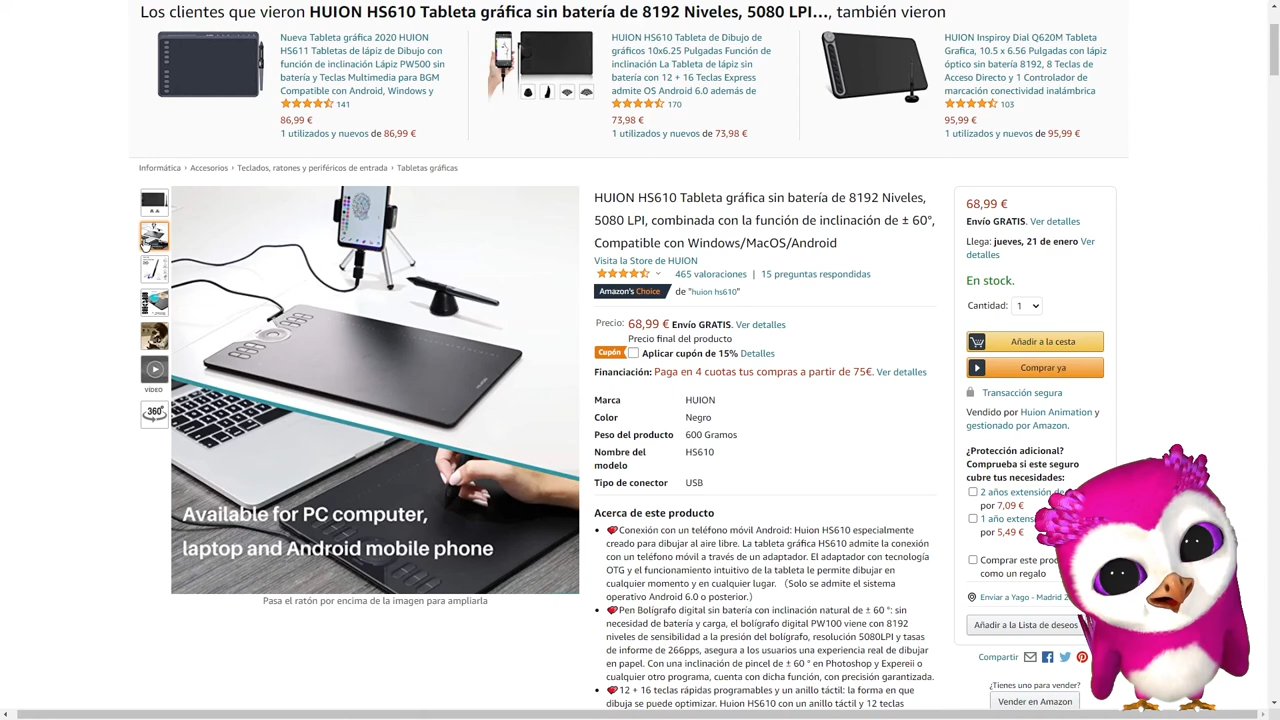 Los clientes que vieron HUION HS610 Tableta gráfica sin batería de 8192 Niveles, 5080 LPI…, también vieron
Nueva Tableta gráfica 2020 HUION
HS611 Tabletas de lápiz de Dibujo con
función de inclinación Lápiz PW500 sin
batería y Teclas Multimedia para BGM
Compatible con Android, Windows y
141
86,99 €
1 utilizados y nuevos de 86,99 €
HUION HS610 Tableta de Dibujo de
gráficos 10x6.25 Pulgadas Función de
inclinación La Tableta de lápiz sin
batería con 12 + 16 Teclas Express
admite OS Android 6.0 además de
170
73,98 €
1 utilizados y nuevos de 73,98 €
HUION Inspiroy Dial Q620M Tableta
Grafica, 10.5 x 6.56 Pulgadas con lápiz
óptico sin batería 8192, 8 Teclas de
Acceso Directo y 1 Controlador de
marcación conectividad inalámbrica
103
95,99 €
1 utilizados y nuevos de 95,99 €
Informática › Accesorios › Teclados, ratones y periféricos de entrada › Tabletas gráficas
VÍDEO
360°
Available for PC computer,
laptop and Android mobile phone
Pasa el ratón por encima de la imagen para ampliarla
HUION HS610 Tableta gráfica sin batería de 8192 Niveles,
5080 LPI, combinada con la función de inclinación de ± 60°,
Compatible con Windows/MacOS/Android
Visita la Store de HUION
465 valoraciones | 15 preguntas respondidas
Amazon's Choice de "huion hs610"
Precio: 68,99 € Envío GRATIS. Ver detalles
Precio final del producto
Cupón Aplicar cupón de 15% Detalles
Financiación: Paga en 4 cuotas tus compras a partir de 75€. Ver detalles
Marca HUION
Color Negro
Peso del producto 600 Gramos
Nombre del HS610
modelo
Tipo de conector USB
Acerca de este producto
• Conexión con un teléfono móvil Android: Huion HS610 especialmente
creado para dibujar al aire libre. La tableta gráfica HS610 admite la conexión
con un teléfono móvil a través de un adaptador. El adaptador con tecnología
OTG y el funcionamiento intuitivo de la tableta le permite dibujar en
cualquier momento y en cualquier lugar. （Solo se admite el sistema
operativo Android 6.0 o posterior.）
• Pen Bolígrafo digital sin batería con inclinación natural de ± 60 °: sin
necesidad de batería y carga, el bolígrafo digital PW100 viene con 8192
niveles de sensibilidad a la presión del bolígrafo, resolución 5080LPI y tasas
de informe de 266pps, asegura a los usuarios una experiencia real de dibujar
en papel. Con una inclinación de pincel de ± 60 ° en Photoshop y Expereii o
cualquier otro programa, cuenta con dicha función, con precisión garantizada.
• 12 + 16 teclas rápidas programables y un anillo táctil: la forma en que
dibuja se puede optimizar. Huion HS610 con un anillo táctil y 12 teclas
68,99 €
Envío GRATIS. Ver detalles
Llega: jueves, 21 de enero Ver
detalles
En stock.
Cantidad: 1
Añadir a la cesta
Comprar ya
Transacción segura
Vendido por Huion Animation y
gestionado por Amazon.
¿Protección adicional?
Comprueba si este seguro
cubre tus necesidades:
2 años extensión de
por 7,09 €
1 año
por 5,49 €
Comprar este
como un regalo
Enviar a Yago - Madrid
Añadir a la Lista de deseos
Compartir
¿Tienes uno para vender?
Vender en Amazon